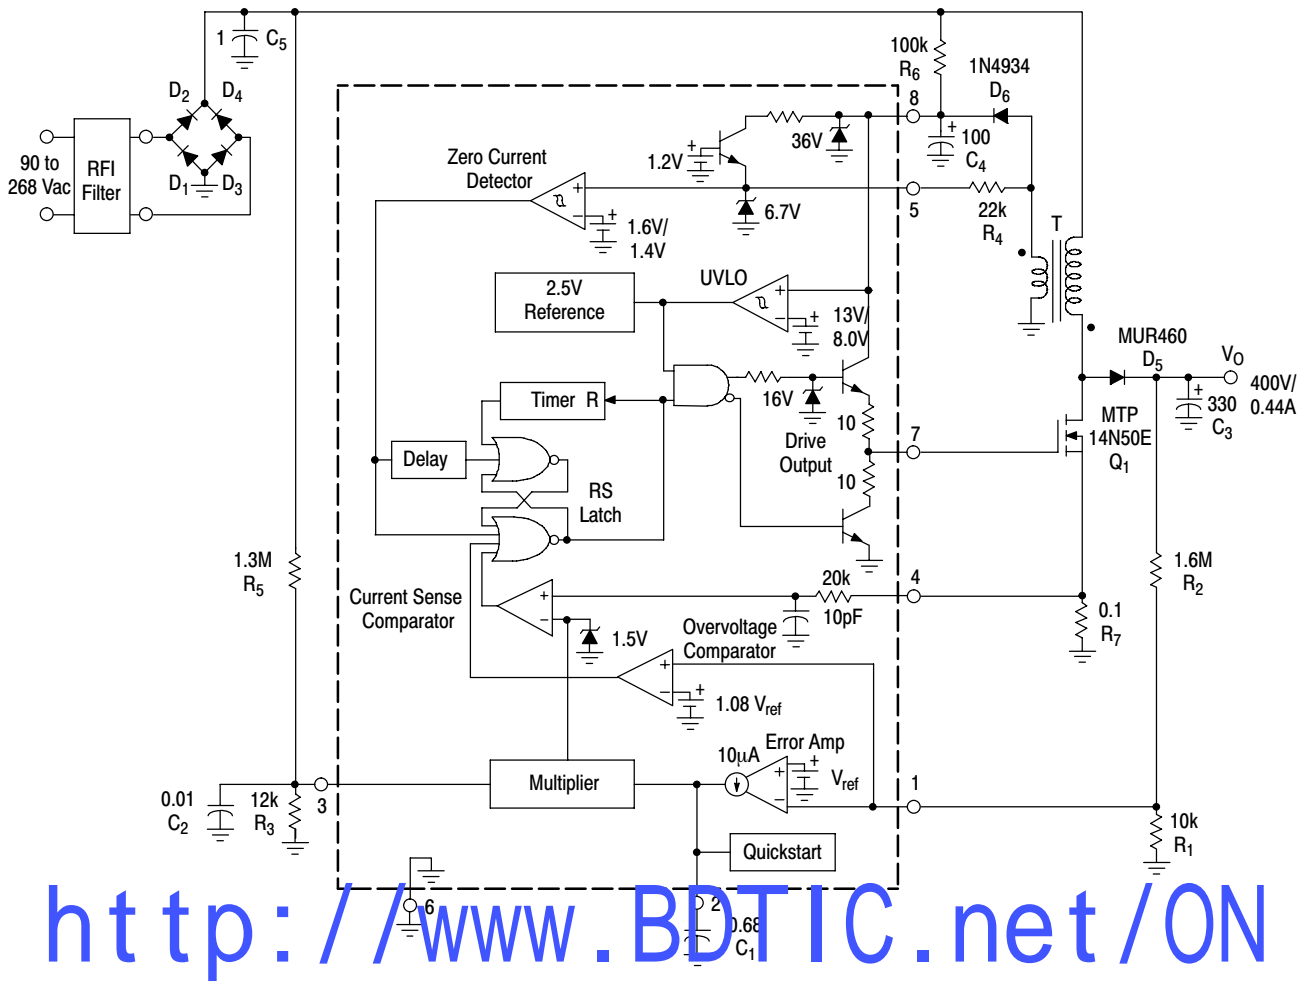 1
C5
100k
R6
1N4934
D6
8
D2
D4
90 to
268 Vac
RFI
Filter
D1
D3
36V
1.2V
100
C4
Zero Current
Detector
6.7V
5
22k
R4
T
1.6V/
1.4V
UVLO
2.5V
Reference
13V/
8.0V
MUR460
D5
VO
400V/
0.44A
Timer R
16V
10
330
C3
MTP
14N50E
Q1
Delay
Drive
Output
7
10
RS
Latch
1.3M
R5
20k
4
1.6M
R2
Current Sense
Comparator
10pF
0.1
R7
1.5V
Overvoltage
Comparator
1.08 Vref
10µA
Error Amp
Multiplier
Vref
1
0.01
C2
12k
R3
3
10k
R1
Quickstart
6
2
0.68
C1
http://www.BDTIC.net/ON